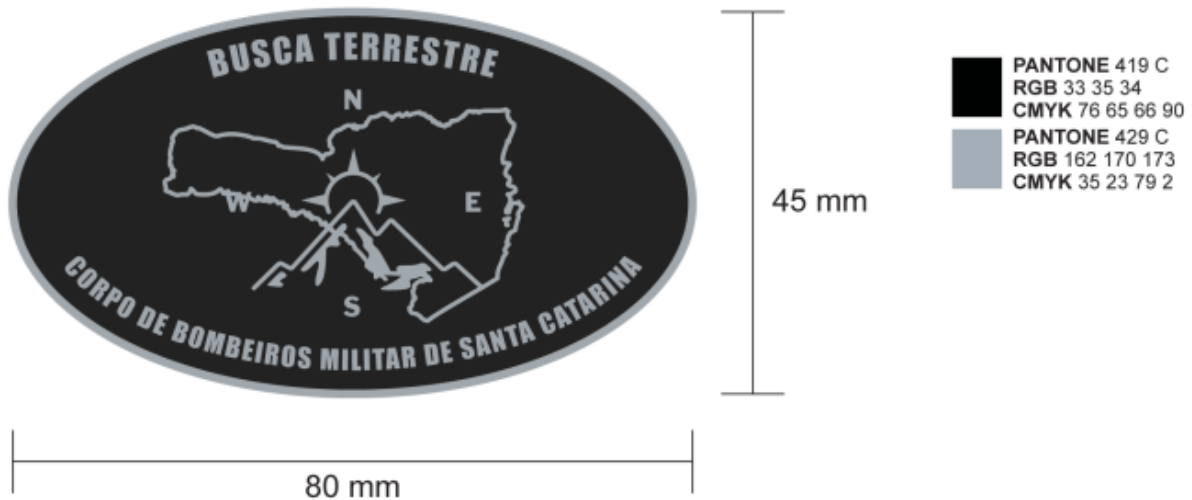 BUSCA TERRESTRE
N
W
E
S
CORPO DE BOMBEIROS MILITAR DE SANTA CATARINA
45 mm
80 mm
PANTONE 419 C
RGB 33 35 34
CMYK 76 65 66 90
PANTONE 429 C
RGB 162 170 173
CMYK 35 23 79 2